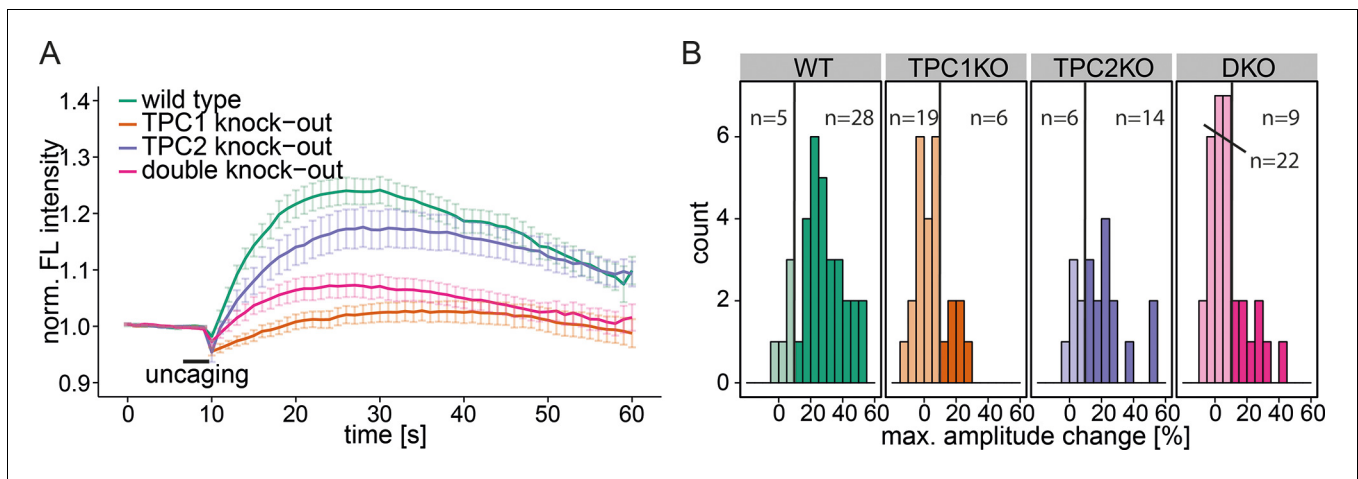 A
1.4
1.3
1.2
1.1
1.0
0.9
norm. FL intensity
wild type
TPC1 knock−out
TPC2 knock−out
double knock−out
uncaging
0 10 20 30 40 50 60
time [s]
B
WT TPC1KO TPC2KO DKO
n=5 n=28 n=19 n=6 n=6 n=14 n=9
n=22
6
4
2
0
count
0 20 40 60 0 20 40 60 0 20 40 60 0 20 40 60
max. amplitude change [%]